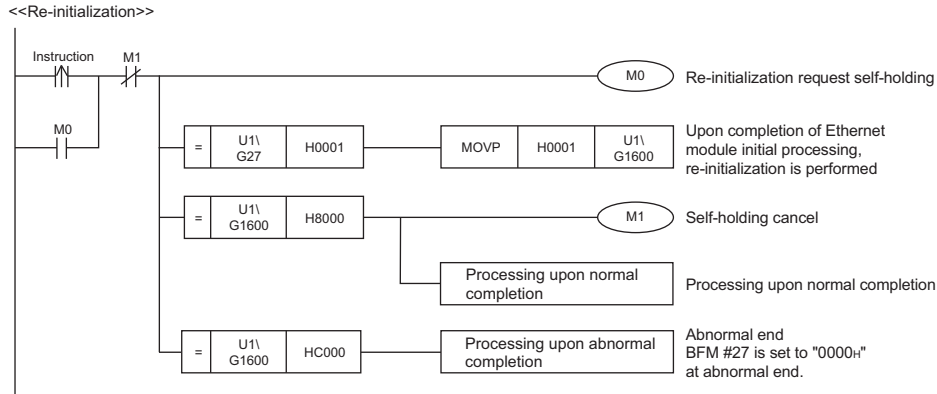 <<Re-initialization>>
Instruction
M1
M0
Re-initialization request self-holding
M0
=
U1\
G27
H0001
MOVP
H0001
U1\
G1600
Upon completion of Ethernet
module initial processing,
re-initialization is performed
=
U1\
G1600
H8000
M1
Self-holding cancel
Processing upon normal
completion
Processing upon normal completion
=
U1\
G1600
HC000
Processing upon abnormal
completion
Abnormal end
BFM #27 is set to "0000H"
at abnormal end.